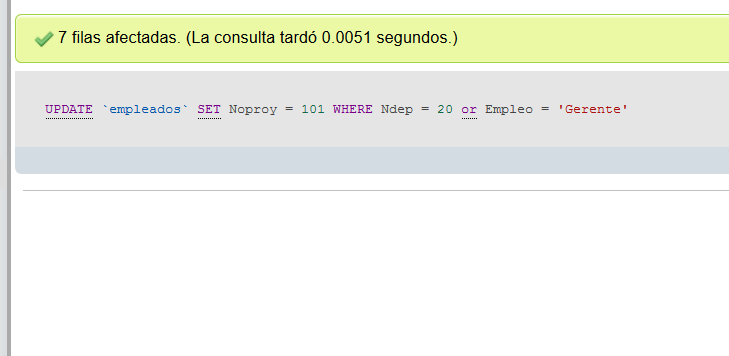 7 filas afectadas. (La consulta tardó 0.0051 segundos.)
UPDATE `empleados` SET Noproy = 101 WHERE Ndep = 20 or Empleo = 'Gerente'